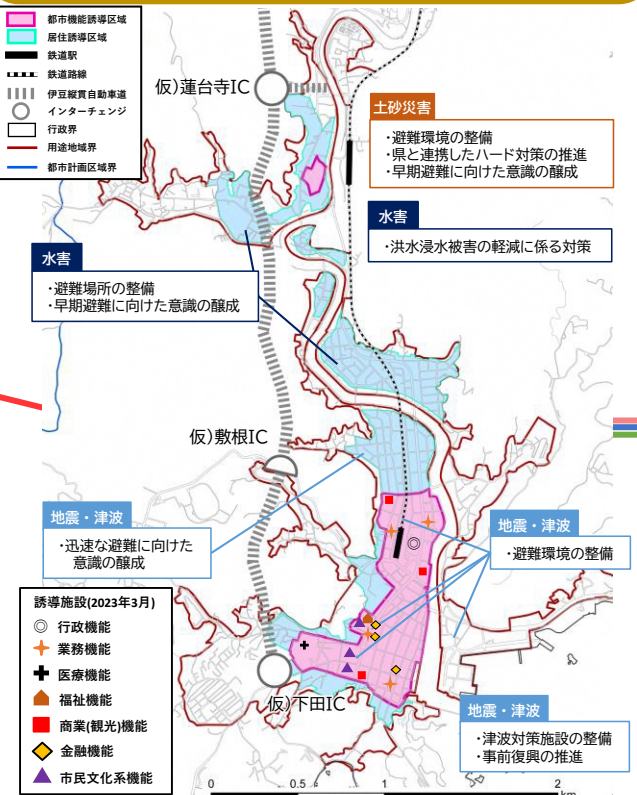 都市機能誘導区域
居住誘導区域
鉄道駅
鉄道路線
伊豆縦貫自動車道
インターチェンジ
行政界
用途地域界
都市計画区域界
仮)蓮台寺IC
土砂災害
・避難環境の整備
・県と連携したハード対策の推進
・早期避難に向けた意識の醸成
水害
・洪水浸水被害の軽減に係る対策
水害
・避難場所の整備
・早期避難に向けた意識の醸成
仮)敷根IC
地震・津波
・迅速な避難に向けた
意識の醸成
地震・津波
・避難環境の整備
誘導施設(2023年3月)
行政機能
業務機能
医療機能
福祉機能
商業(観光)機能
金融機能
市民文化系機能
仮)下田IC
地震・津波
・津波対策施設の整備
・事前復興の推進
0 0.5 1 2
km